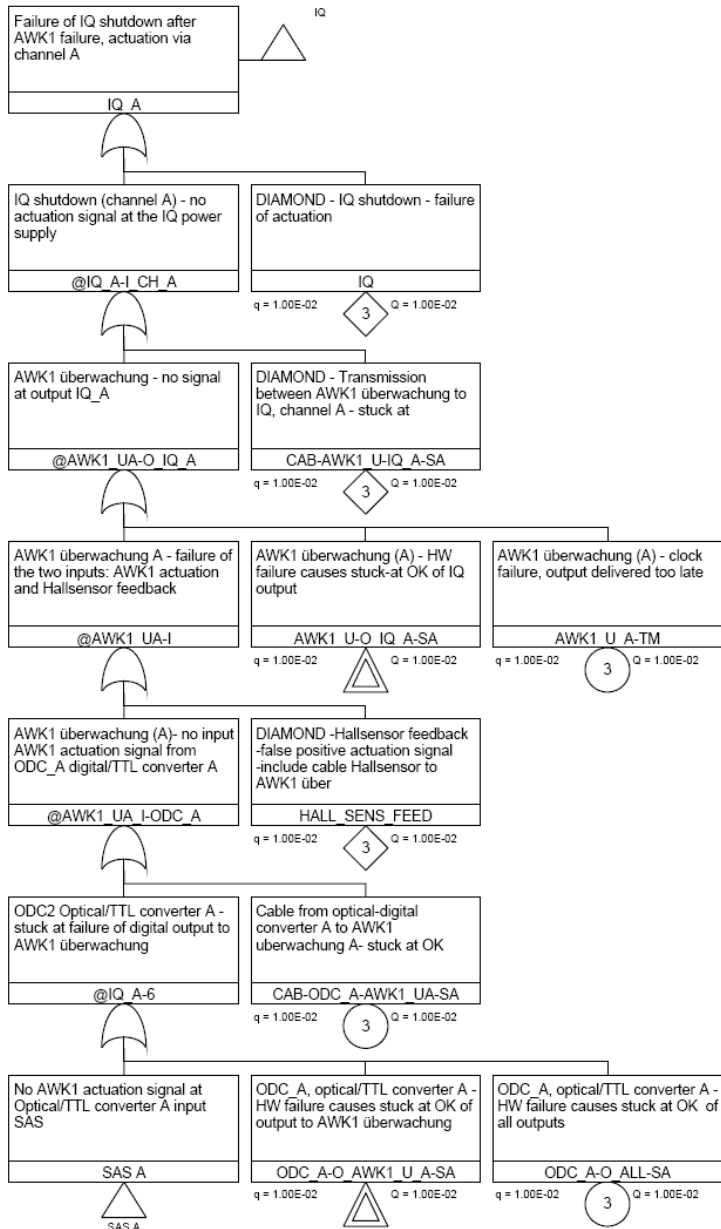 Failure of IQ shutdown after
AWK1 failure, actuation via
channel A
IQ_A
IQ
IQ shutdown (channel A) - no
actuation signal at the IQ power
supply
@IQ_A-I_CH_A
DIAMOND - IQ shutdown - failure
of actuation
IQ
q = 1.00E-02
3
Q = 1.00E-02
AWK1 überwachung - no signal
at output IQ_A
@AWK1_UA-O_IQ_A
DIAMOND - Transmission
between AWK1 überwachung to
IQ, channel A - stuck at
CAB-AWK1_U-IQ_A-SA
q = 1.00E-02
3
Q = 1.00E-02
AWK1 überwachung A - failure of
the two inputs: AWK1 actuation
and Hallsensor feedback
@AWK1_UA-I
AWK1 überwachung (A) - HW
failure causes stuck-at OK of IQ
output
AWK1_U-O_IQ_A-SA
q = 1.00E-02
Q = 1.00E-02
AWK1 überwachung (A) - clock
failure, output delivered too late
AWK1_U_A-TM
q = 1.00E-02
3
Q = 1.00E-02
AWK1 überwachung (A)- no input
AWK1 actuation signal from
ODC_A digital/TTL converter A
@AWK1_UA_I-ODC_A
DIAMOND -Hallsensor feedback
-false positive actuation signal
-include cable Hallsensor to
AWK1 über
HALL_SENS_FEED
q = 1.00E-02
3
Q = 1.00E-02
ODC2 Optical/TTL converter A -
stuck at failure of digital output to
AWK1 überwachung
@IQ_A-6
Cable from optical-digital
converter A to AWK1
uberwachung A- stuck at OK
CAB-ODC_A-AWK1_UA-SA
q = 1.00E-02
3
Q = 1.00E-02
No AWK1 actuation signal at
Optical/TTL converter A input
SAS
SAS A
SAS A
ODC_A, optical/TTL converter A -
HW failure causes stuck at OK of
output to AWK1 überwachung
ODC_A-O_AWK1_U_A-SA
q = 1.00E-02
Q = 1.00E-02
ODC_A, optical/TTL converter A -
HW failure causes stuck at OK of
all outputs
ODC_A-O_ALL-SA
q = 1.00E-02
3
Q = 1.00E-02